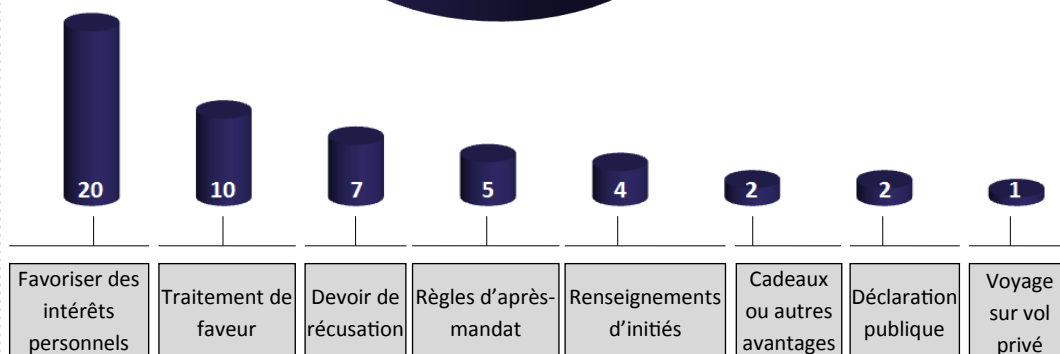 20
10
7
5
4
2
2
1
Favoriser des
intérêts
personnels
Traitement de
faveur
Devoir de
récusation
Règles d’après-
mandat
Renseignements
d’initiés
Cadeaux
ou autres
avantages
Déclaration
publique
Voyage
sur vol
privé